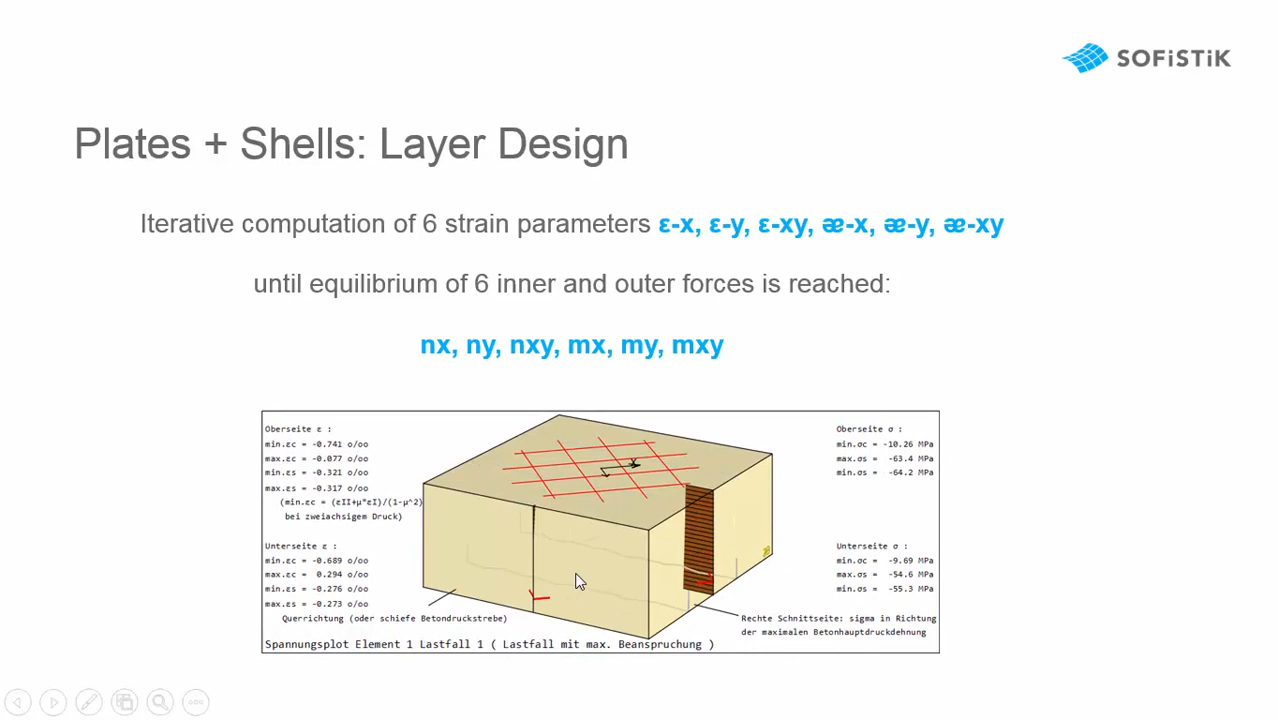 SOFiSTiK
Plates + Shells: Layer Design
Iterative computation of 6 strain parameters ε-x, ε-y, ε-xy, æ-x, æ-y, æ-xy
until equilibrium of 6 inner and outer forces is reached:
nx, ny, nxy, mx, my, mxy
Oberseite ε :
min.εc = -0.741 o/oo
max.εc = -0.077 o/oo
min.εs = -0.321 o/oo
max.εs = -0.317 o/oo
(min.εc = (εII+μ*εI)/(1-μ^2)
bei zweiachsigem Druck)
Unterseite ε :
min.εc = -0.689 o/oo
max.εc = 0.294 o/oo
min.εs = -0.276 o/oo
max.εs = -0.273 o/oo
Querrichtung (oder schiefe Betondruckstrebe)
Oberseite σ :
min.σc = -10.26 MPa
max.σs = -63.4 MPa
min.σs = -64.2 MPa
Unterseite σ :
min.σc = -9.69 MPa
max.σs = -54.6 MPa
min.σs = -55.3 MPa
Rechte Schnittseite: sigma in Richtung
der maximalen Betonhauptdruckdehnung
Spannungsplot Element 1 Lastfall 1 ( Lastfall mit max. Beanspruchung )